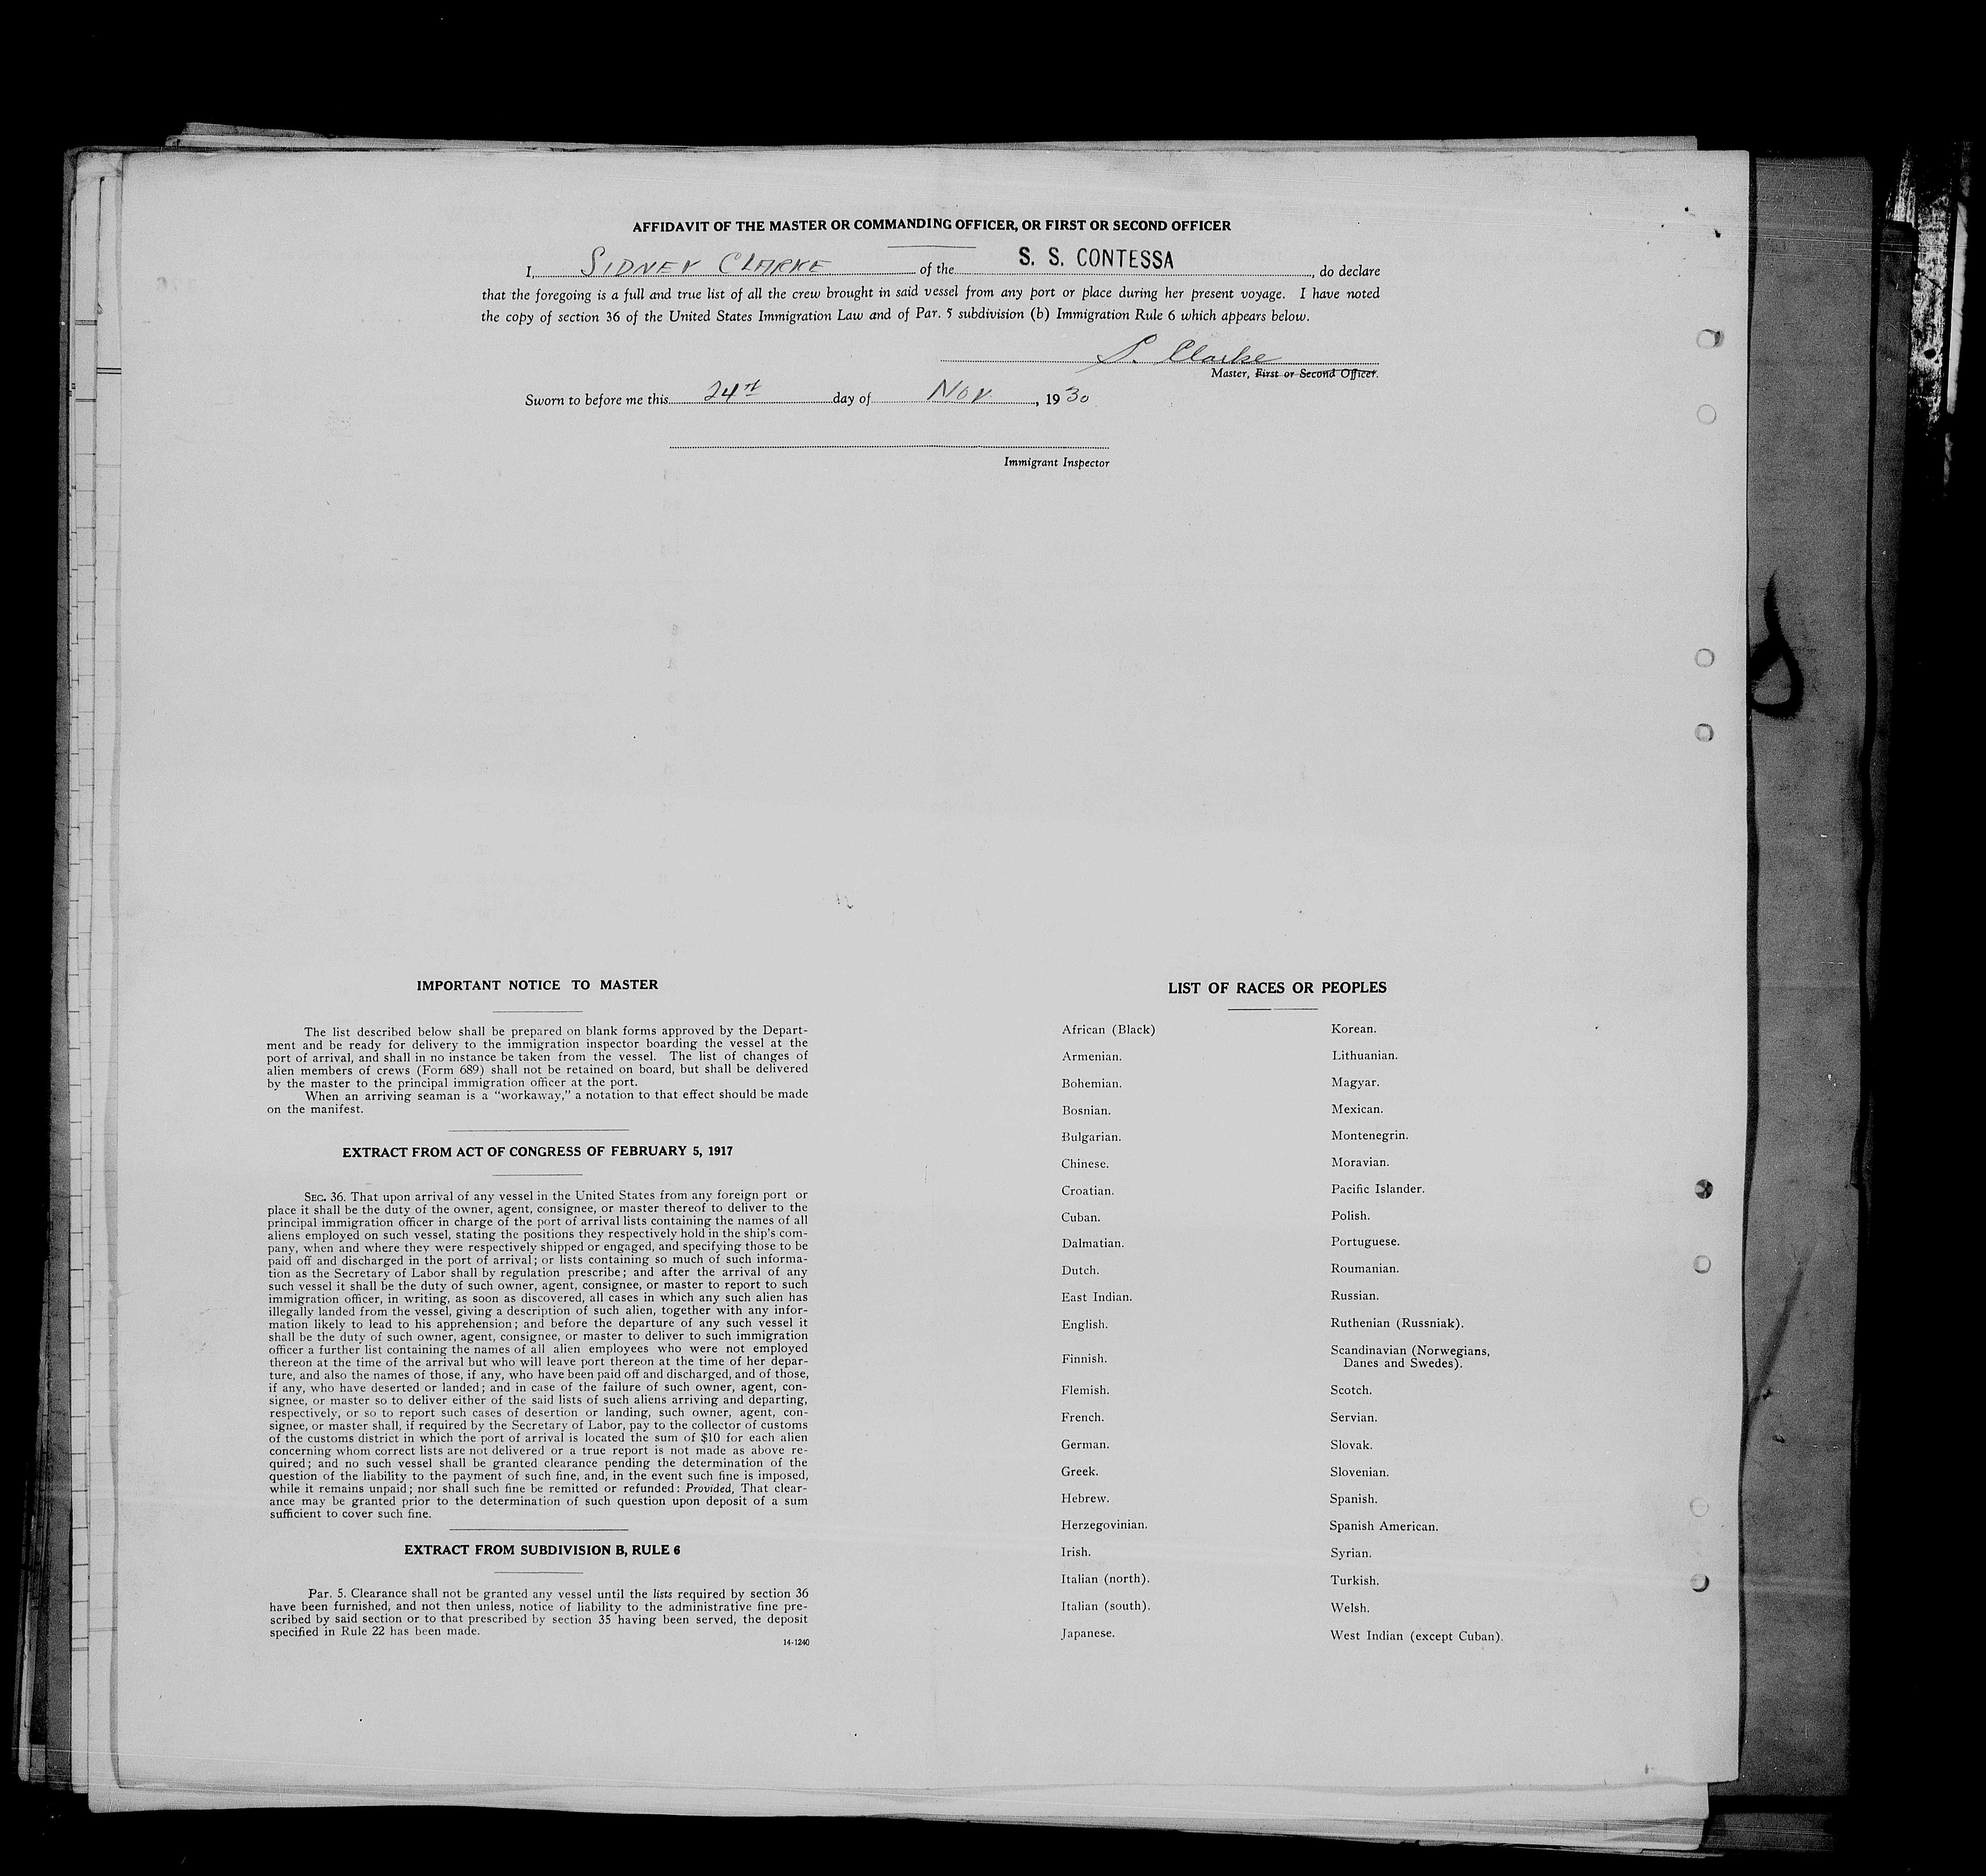 AFFIDAVIT OF THE MASTER OR COMMANDING OFFICER, OR FIRST OR SECOND OFFICER
I, SIDNEY CLARKE of the S. S. CONTESSA, do declare
that the foregoing is a full and true list of all the crew brought in said vessel from any port or place during her present voyage. I have noted
the copy of section 36 of the United States Immigration Law and of Par. 5 subdivision (b) Immigration Rule 6 which appears below.
S. Clarke
Master, First or Second Officer.
Sworn to before me this 24th day of Nov., 1930
Immigrant Inspector
IMPORTANT NOTICE TO MASTER
The list described below shall be prepared on blank forms approved by the Depart-
ment and be ready for delivery to the immigration inspector boarding the vessel at the
port of arrival, and shall in no instance be taken from the vessel. The list of changes of
alien members of crews (Form 689) shall not be retained on board, but shall be delivered
by the master to the principal immigration officer at the port.
When an arriving seaman is a “workaway,” a notation to that effect should be made
on the manifest.
EXTRACT FROM ACT OF CONGRESS OF FEBRUARY 5, 1917
SEC. 36. That upon arrival of any vessel in the United States from any foreign port or
place it shall be the duty of the owner, agent, consignee, or master thereof to deliver to the
principal immigration officer in charge of the port of arrival lists containing the names of all
aliens employed on such vessel, stating the positions they respectively hold in the ship's com-
pany, when and where they were respectively shipped or engaged, and specifying those to be
paid off and discharged in the port of arrival; or lists containing so much of such informa-
tion as the Secretary of Labor shall by regulation prescribe; and after the arrival of any
such vessel it shall be the duty of such owner, agent, consignee, or master to report to such
immigration officer, in writing, as soon as discovered, all cases in which any such alien has
illegally landed from the vessel, giving a description of such alien, together with any infor-
mation likely to lead to his apprehension; and before the departure of any such vessel it
shall be the duty of such owner, agent, consignee, or master to deliver to such immigration
officer a further list containing the names of all alien employees who were not employed
thereon at the time of the arrival but who will leave port thereon at the time of her depar-
ture, and also the names of those, if any, who have been paid off and discharged, and of those,
if any, who have deserted or landed; and in case of the failure of such owner, agent, con-
signee, or master so to deliver either of the said lists of such aliens arriving and departing,
respectively, or so to report such cases of desertion or landing, such owner, agent, con-
signee, or master shall, if required by the Secretary of Labor, pay to the collector of customs
of the customs district in which the port of arrival is located the sum of $10 for each alien
concerning whom correct lists are not delivered or a true report is not made as above re-
quired; and no such vessel shall be granted clearance pending the determination of the
question of the liability to the payment of such fine, and, in the event such fine is imposed,
while it remains unpaid; nor shall such fine be remitted or refunded: Provided, That clear-
ance may be granted prior to the determination of such question upon deposit of a sum
sufficient to cover such fine.
EXTRACT FROM SUBDIVISION B, RULE 6
Par. 5. Clearance shall not be granted any vessel until the lists required by section 36
have been furnished, and not then unless, notice of liability to the administrative fine pre-
scribed by said section or to that prescribed by section 35 having been served, the deposit
specified in Rule 22 has been made.
14-1240
LIST OF RACES OR PEOPLES
African (Black)
Armenian.
Bohemian.
Bosnian.
Bulgarian.
Chinese.
Croatian.
Cuban.
Dalmatian.
Dutch.
East Indian.
English.
Finnish.
Flemish.
French.
German.
Greek.
Hebrew.
Herzegovinian.
Irish.
Italian (north).
Italian (south).
Japanese.
Korean.
Lithuanian.
Magyar.
Mexican.
Montenegrin.
Moravian.
Pacific Islander.
Polish.
Portuguese.
Roumanian.
Russian.
Ruthenian (Russniak).
Scandinavian (Norwegians,
Danes and Swedes).
Scotch.
Servian.
Slovak.
Slovenian.
Spanish.
Spanish American.
Syrian.
Turkish.
Welsh.
West Indian (except Cuban).